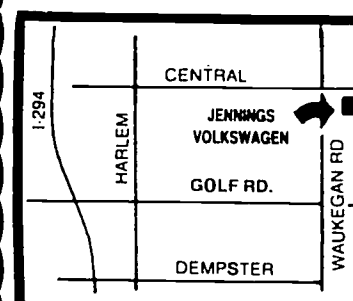 CENTRAL
I-294
JENNINGS
VOLKSWAGEN
HARLEM
WAUKEGAN RD
GOLF RD.
DEMPSTER